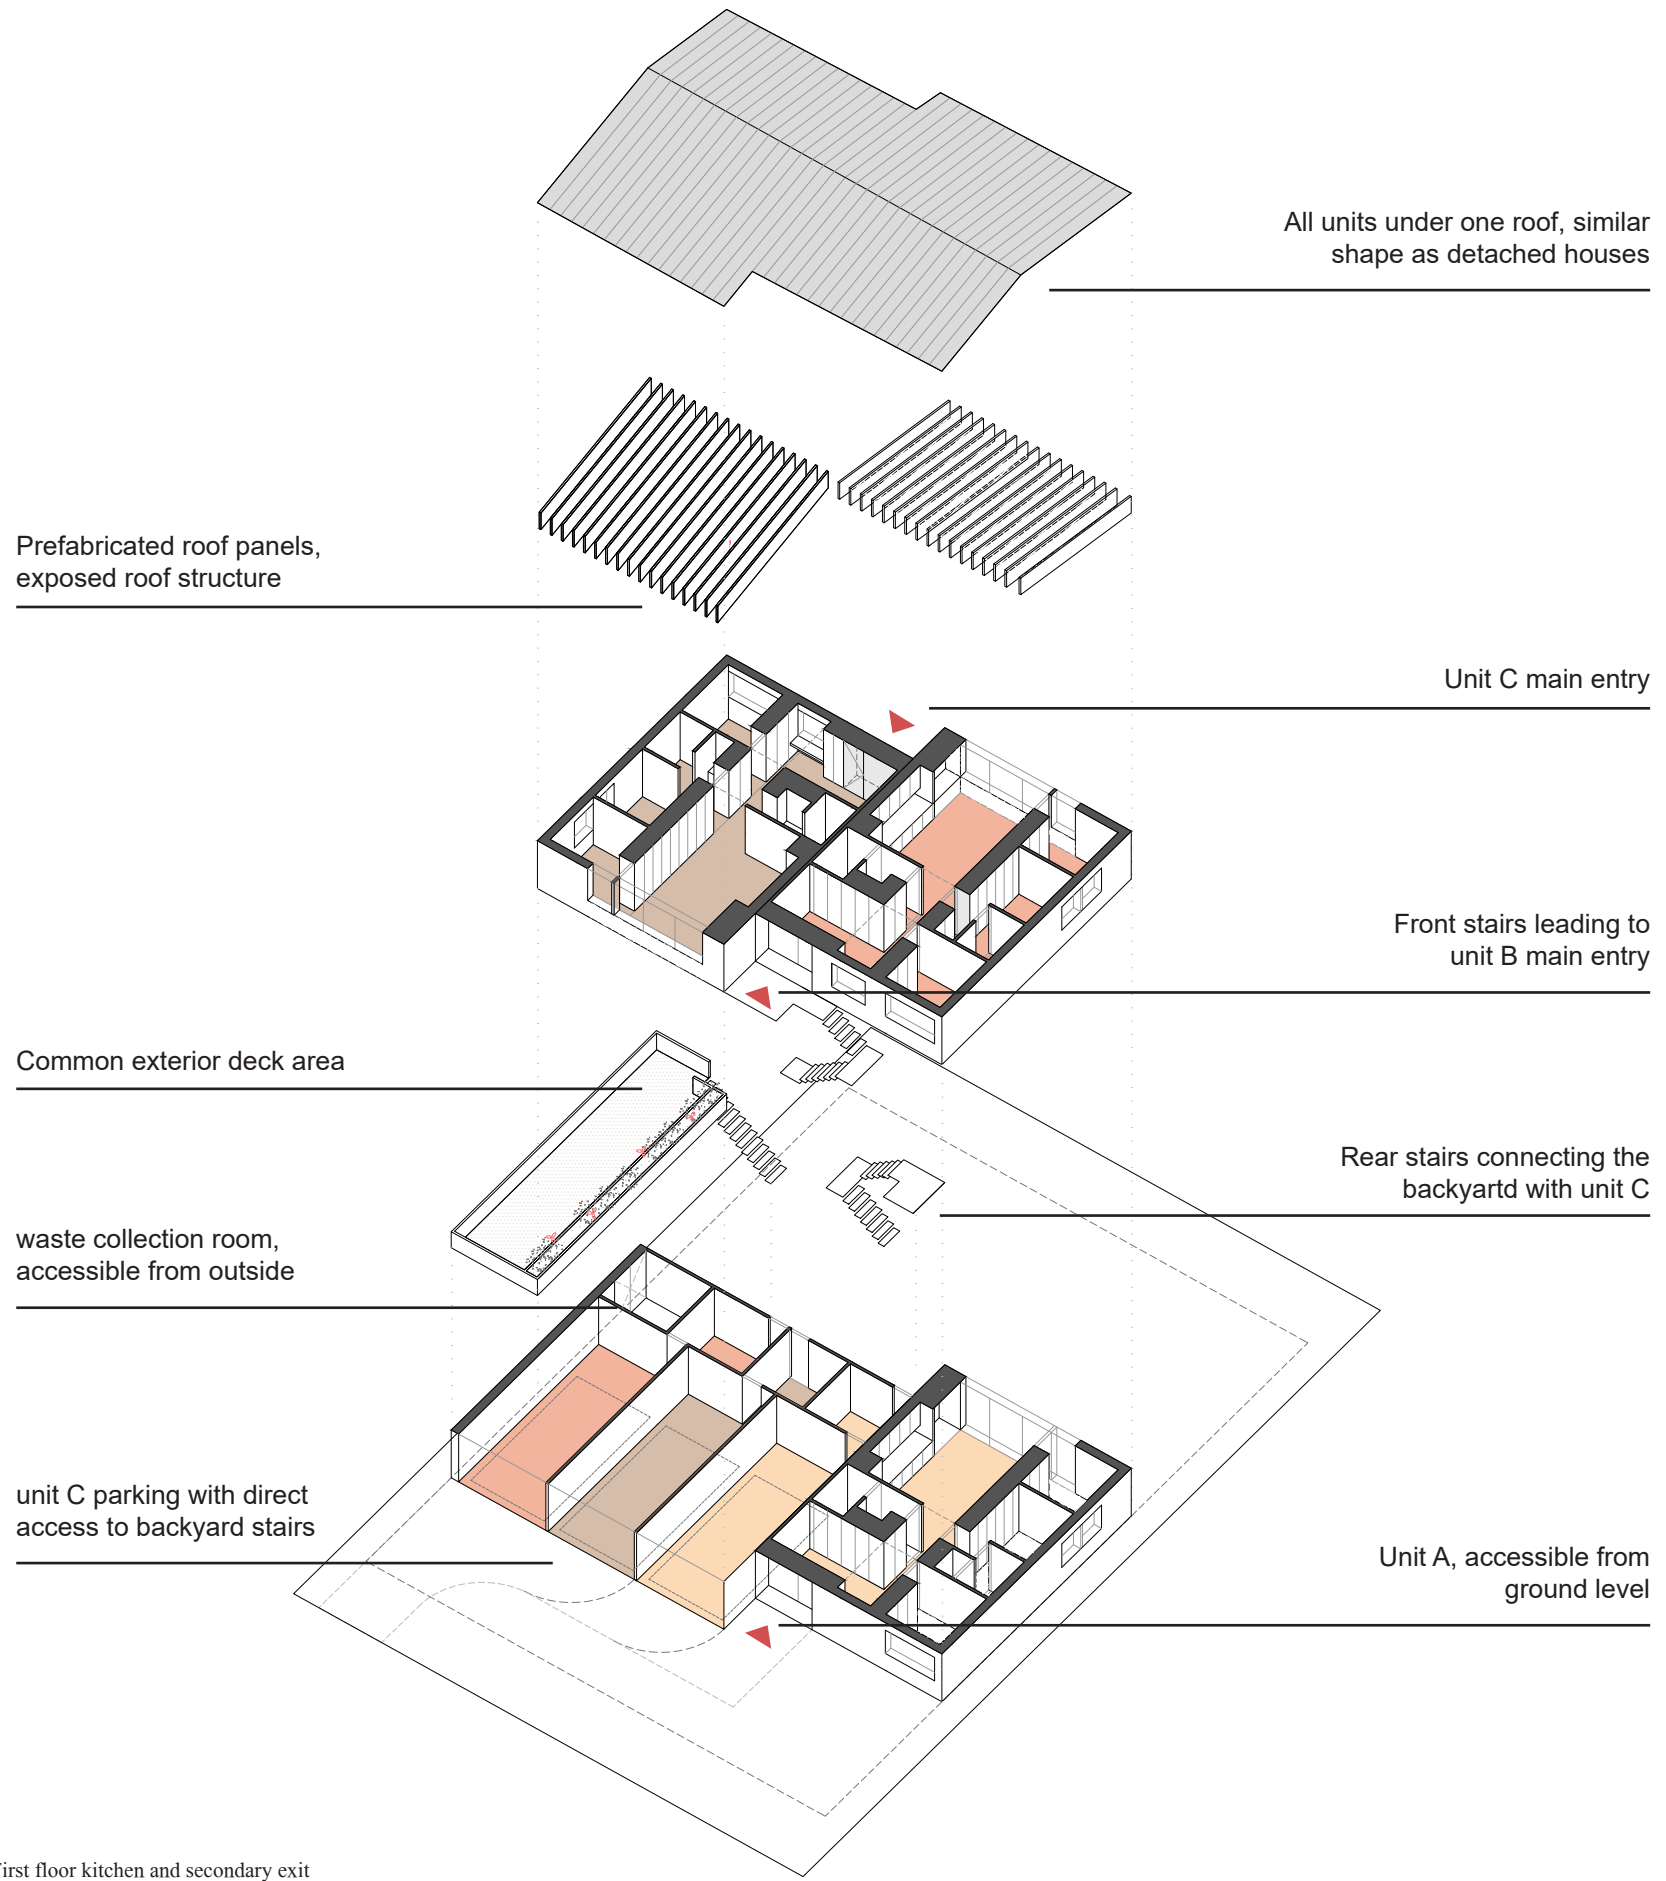 All units under one roof, similar
shape as detached houses
Prefabricated roof panels,
exposed roof structure
Unit C main entry
Front stairs leading to
unit B main entry
Common exterior deck area
Rear stairs connecting the
backyartd with unit C
waste collection room,
accessible from outside
unit C parking with direct
access to backyard stairs
Unit A, accessible from
ground level
First floor kitchen and secondary exit